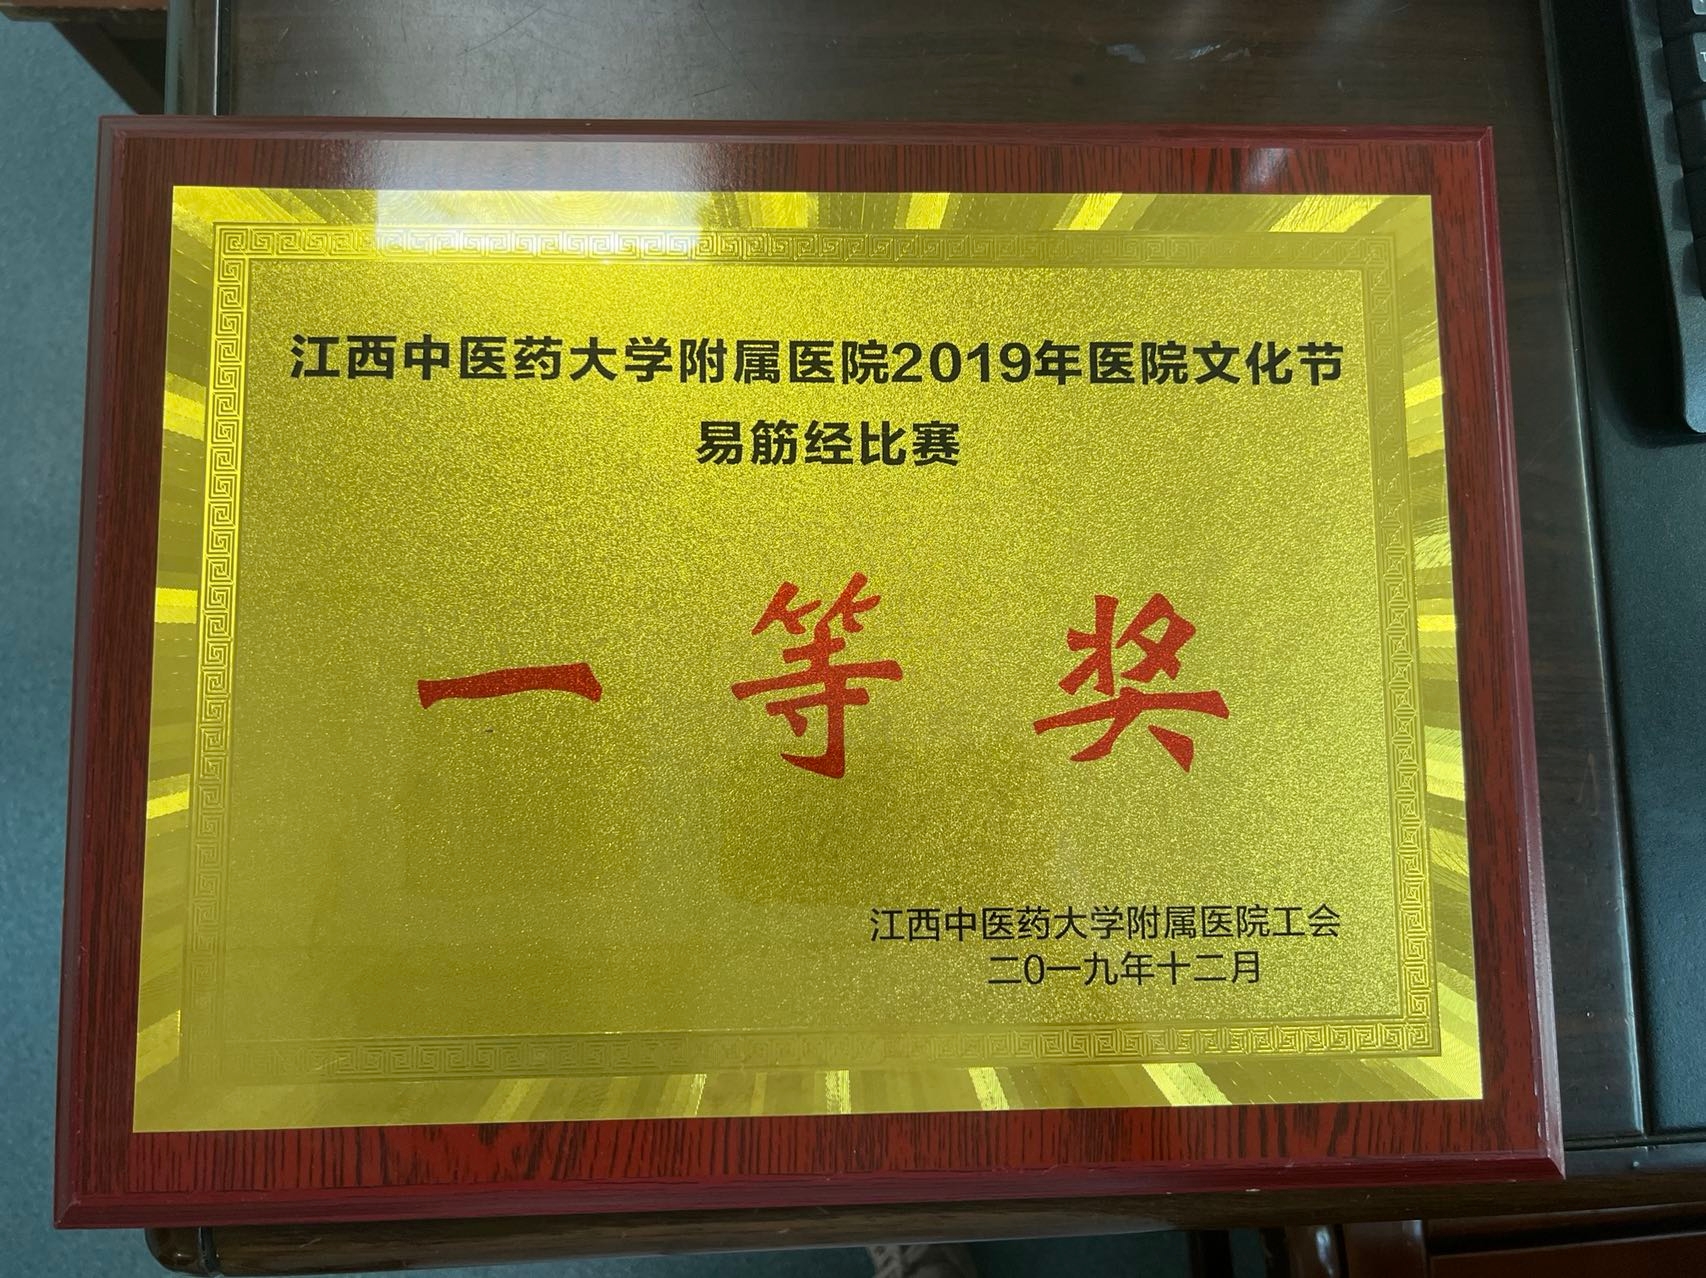 江西中医药大学附属医院2019年医院文化节
易筋经比赛
一等奖
江西中医药大学附属医院工会
二0一九年十二月